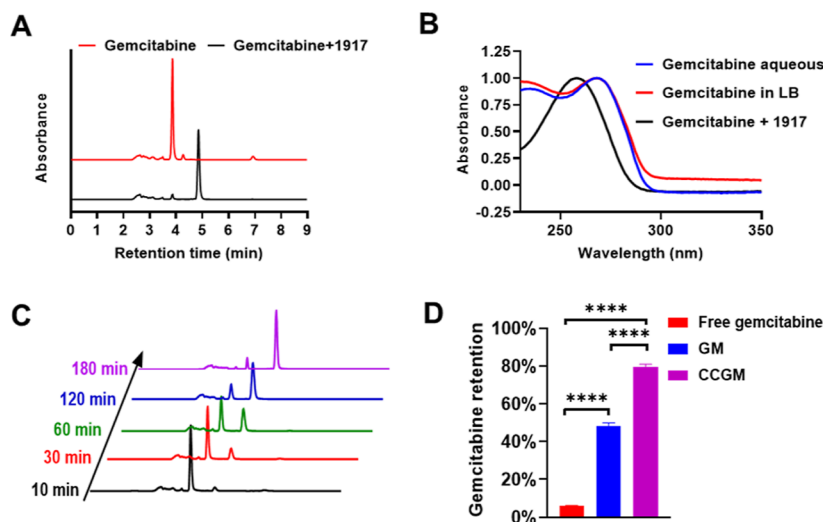 A
Gemcitabine
Gemcitabine+1917
Absorbance
0 1 2 3 4 5 6 7 8 9
Retention time (min)
B
Absorbance
1.25
1.00
0.75
0.50
0.25
0.00
-0.25
250 300 350
Wavelength (nm)
Gemcitabine aqueous
Gemcitabine in LB
Gemcitabine + 1917
C
180 min
120 min
60 min
30 min
10 min
D
Gemcitabine retention
100%
80%
60%
40%
20%
0%
****
****
****
Free gemcitabine
GM
CCGM